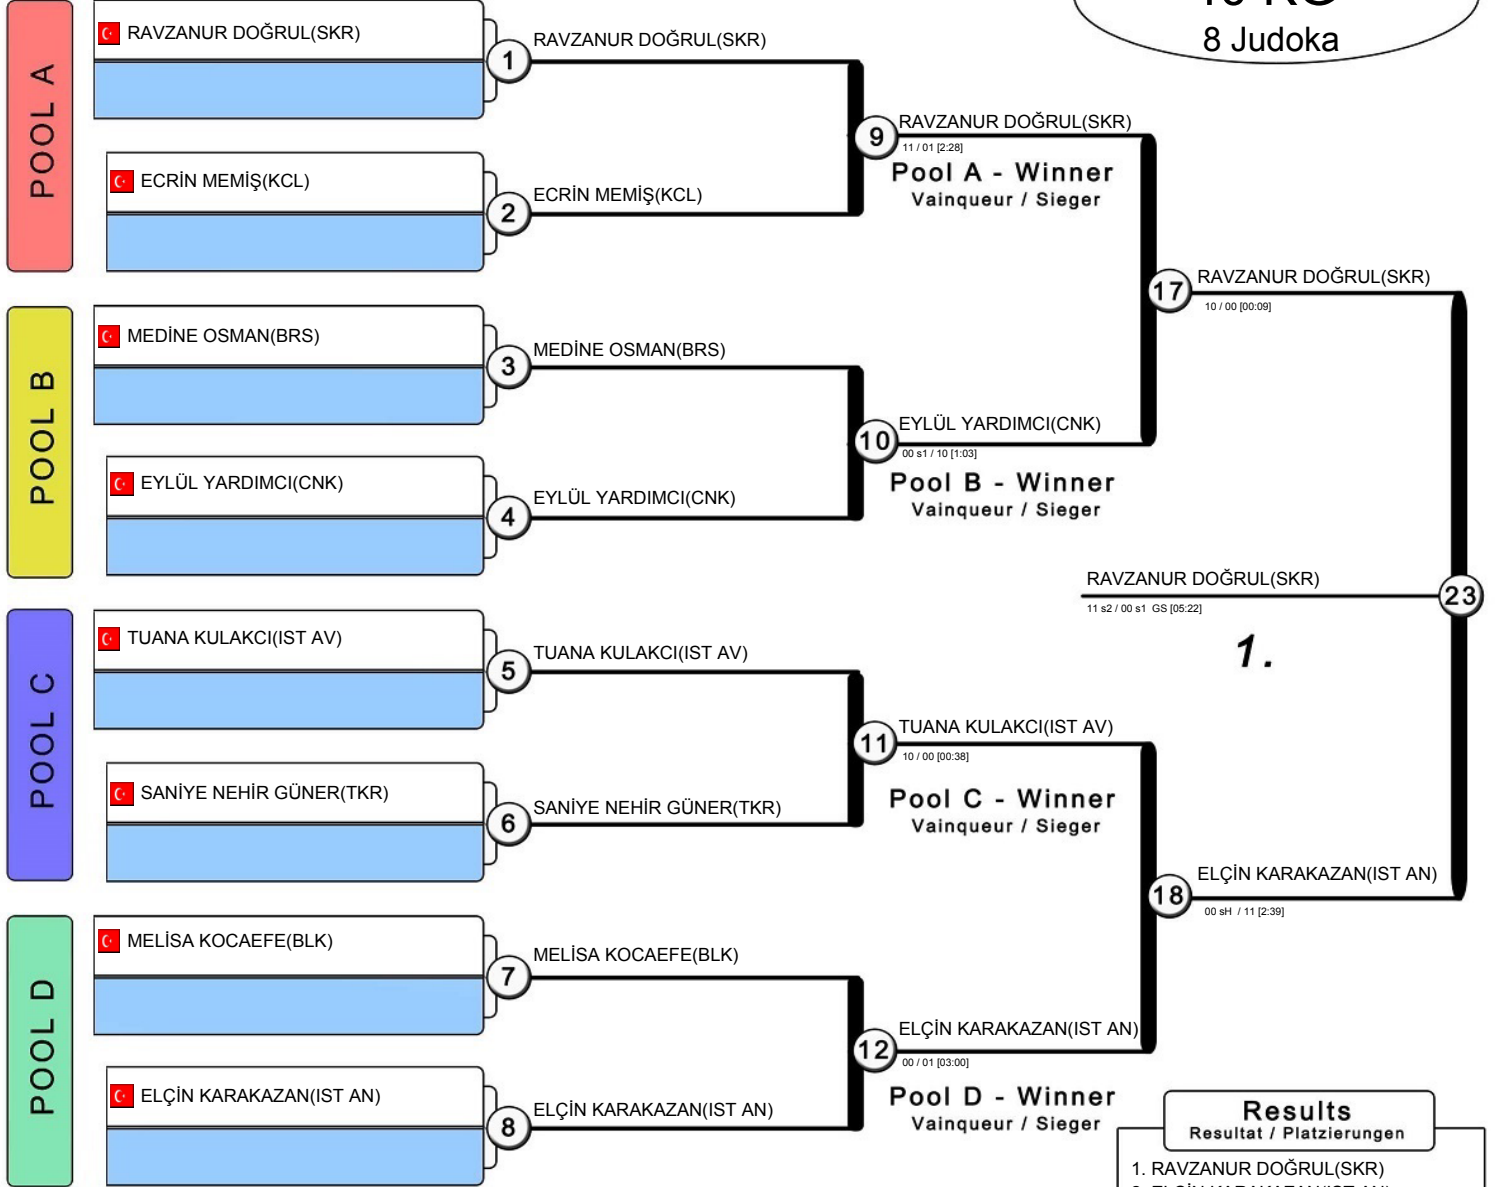 KG
8 Judoka
POOL A
RAVZANUR DOĞRUL(SKR)
1
RAVZANUR DOĞRUL(SKR)
ECRİN MEMİŞ(KCL)
2
ECRİN MEMİŞ(KCL)
9
RAVZANUR DOĞRUL(SKR)
11 / 01 [2:28]
Pool A - Winner
Vainqueur / Sieger
POOL B
MEDİNE OSMAN(BRS)
3
MEDİNE OSMAN(BRS)
EYLÜL YARDIMCI(CNK)
4
EYLÜL YARDIMCI(CNK)
10
EYLÜL YARDIMCI(CNK)
00 s1 / 10 [1:03]
Pool B - Winner
Vainqueur / Sieger
17
RAVZANUR DOĞRUL(SKR)
10 / 00 [00:09]
RAVZANUR DOĞRUL(SKR)
23
11 s2 / 00 s1 GS [05:22]
1.
POOL C
TUANA KULAKCI(IST AV)
5
TUANA KULAKCI(IST AV)
SANİYE NEHİR GÜNER(TKR)
6
SANİYE NEHİR GÜNER(TKR)
11
TUANA KULAKCI(IST AV)
10 / 00 [00:38]
Pool C - Winner
Vainqueur / Sieger
18
ELÇİN KARAKAZAN(IST AN)
00 sH / 11 [2:39]
POOL D
MELİSA KOCAEFE(BLK)
7
MELİSA KOCAEFE(BLK)
ELÇİN KARAKAZAN(IST AN)
8
ELÇİN KARAKAZAN(IST AN)
12
ELÇİN KARAKAZAN(IST AN)
00 / 01 [03:00]
Pool D - Winner
Vainqueur / Sieger
Results
Resultat / Platzierungen
1. RAVZANUR DOĞRUL(SKR)
2. ELÇİN KARAKAZAN(IST AN)